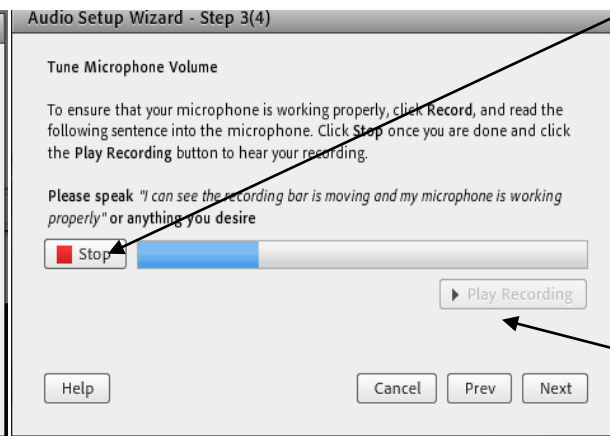 Audio Setup Wizard - Step 3(4)
Tune Microphone Volume
To ensure that your microphone is working properly, click Record, and read the
following sentence into the microphone. Click Stop once you are done and click
the Play Recording button to hear your recording.
Please speak "I can see the recording bar is moving and my microphone is working
properly" or anything you desire
Stop
Play Recording
Help
Cancel
Prev
Next